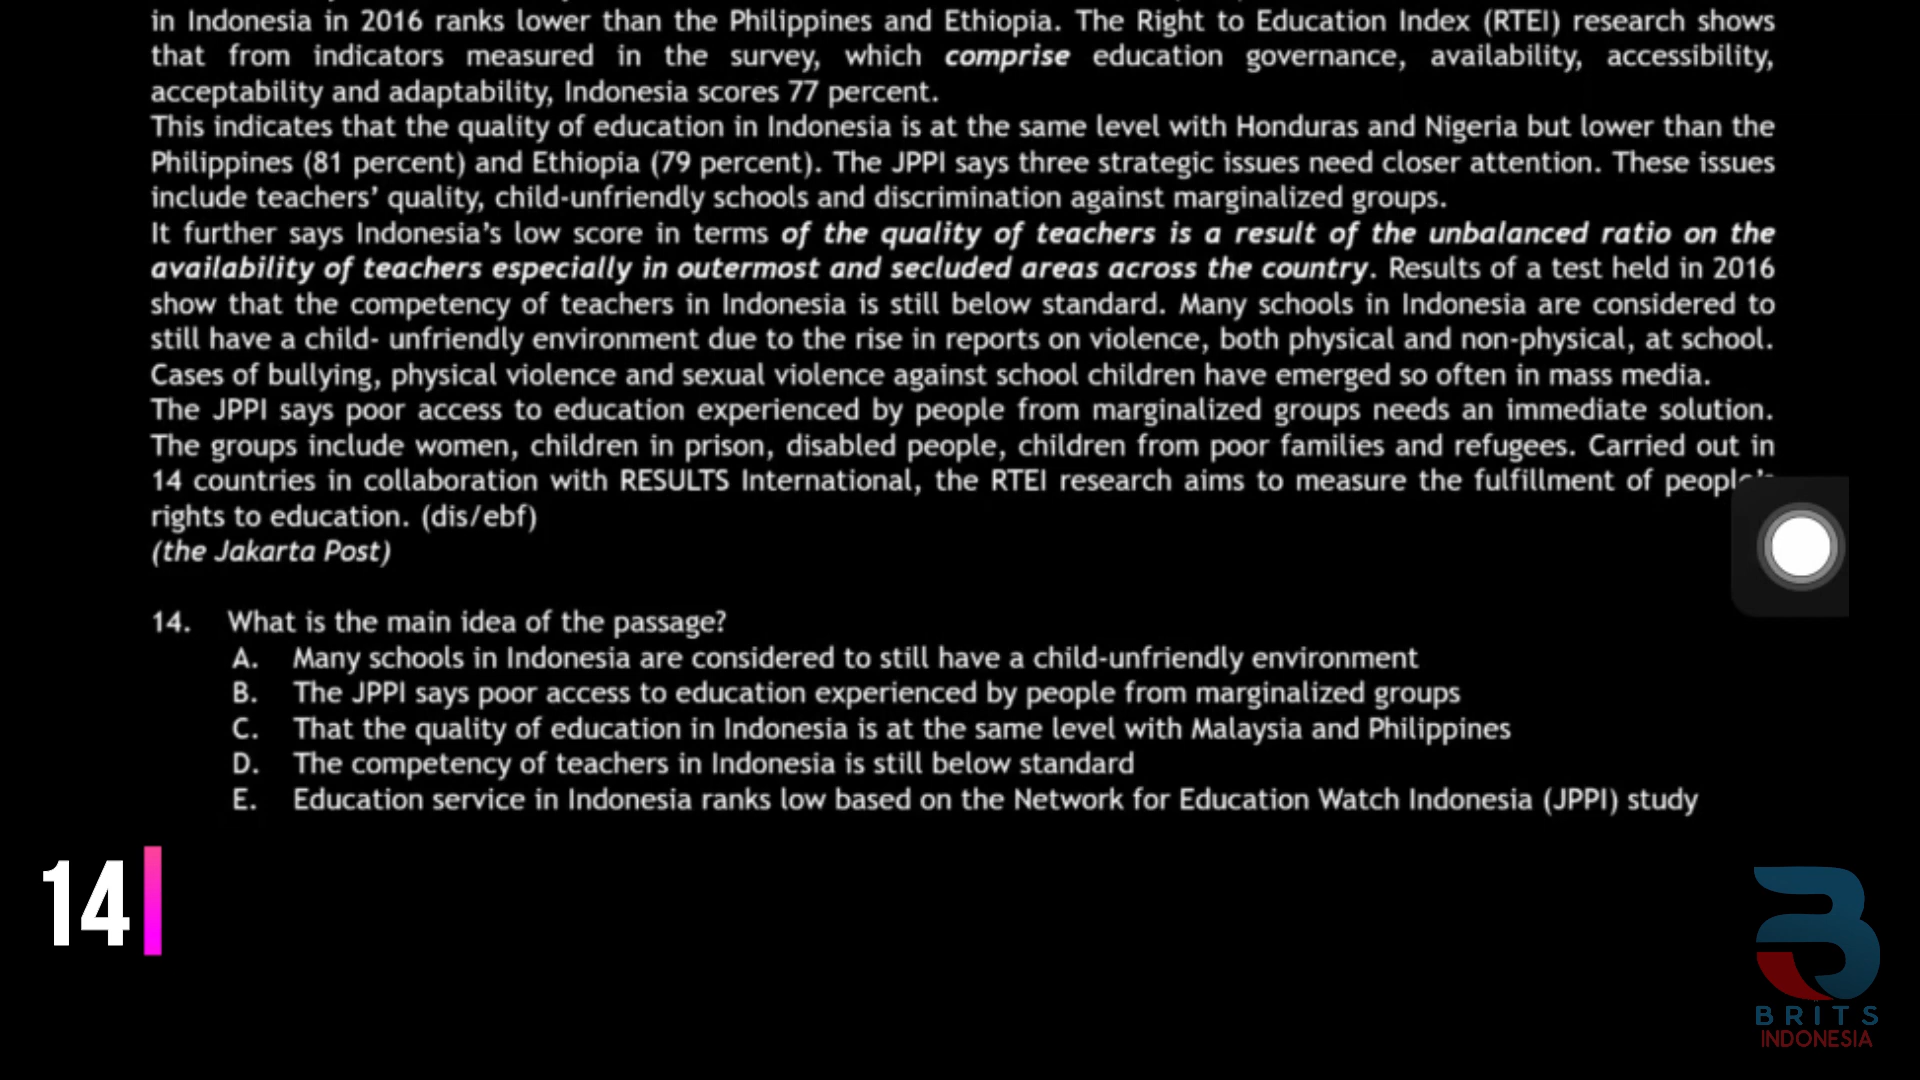 in Indonesia in 2016 ranks lower than the Philippines and Ethiopia. The Right to Education Index (RTEI) research shows
that from indicators measured in the survey, which comprise education governance, availability, accessibility,
acceptability and adaptability, Indonesia scores 77 percent.
This indicates that the quality of education in Indonesia is at the same level with Honduras and Nigeria but lower than the
Philippines (81 percent) and Ethiopia (79 percent). The JPPI says three strategic issues need closer attention. These issues
include teachers’ quality, child-unfriendly schools and discrimination against marginalized groups.
It further says Indonesia’s low score in terms of the quality of teachers is a result of the unbalanced ratio on the
availability of teachers especially in outermost and secluded areas across the country. Results of a test held in 2016
show that the competency of teachers in Indonesia is still below standard. Many schools in Indonesia are considered to
still have a child- unfriendly environment due to the rise in reports on violence, both physical and non-physical, at school.
Cases of bullying, physical violence and sexual violence against school children have emerged so often in mass media.
The JPPI says poor access to education experienced by people from marginalized groups needs an immediate solution.
The groups include women, children in prison, disabled people, children from poor families and refugees. Carried out in
14 countries in collaboration with RESULTS International, the RTEI research aims to measure the fulfillment of people’s
rights to education. (dis/ebf)
(the Jakarta Post)
14. What is the main idea of the passage?
A. Many schools in Indonesia are considered to still have a child-unfriendly environment
B. The JPPI says poor access to education experienced by people from marginalized groups
C. That the quality of education in Indonesia is at the same level with Malaysia and Philippines
D. The competency of teachers in Indonesia is still below standard
E. Education service in Indonesia ranks low based on the Network for Education Watch Indonesia (JPPI) study
14
BRITS
INDONESIA